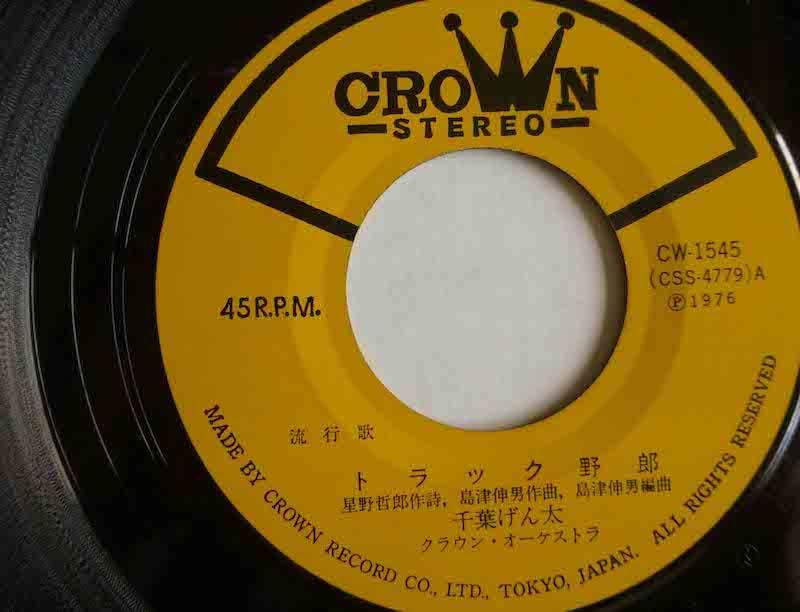 CROWN
STEREO
45 R.P.M.
CW-1545
(CSS-4779)A
Ⓟ1976
流行歌
トラック野郎
星野哲郎作詩, 島津伸男作曲, 島津伸男編曲
千葉げん太
クラウン・オーケストラ
MADE BY CROWN RECORD CO., LTD., TOKYO, JAPAN. ALL RIGHTS RESERVED